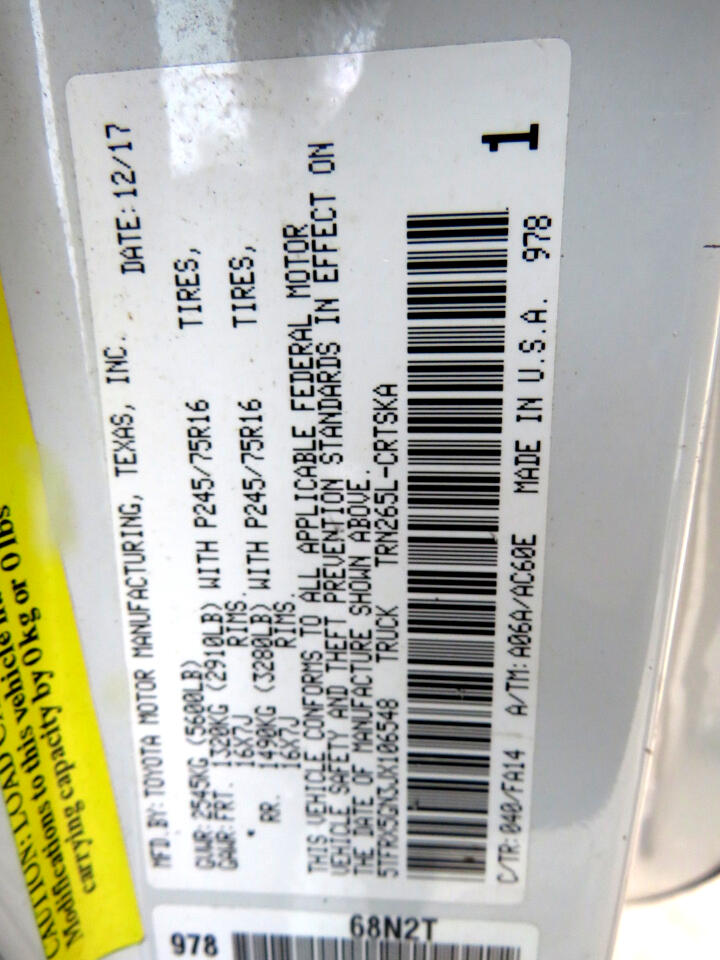 MFD. BY: TOYOTA MOTOR MANUFACTURING, TEXAS, INC. DATE: 12/17
GVWR: 2545KG (5600LB)
GAWR: FRT. 1320KG (2910LB) WITH P245/75R16 TIRES,
16X7J RIMS.
* RR. 1490KG (3280LB) WITH P245/75R16 TIRES,
16X7J RIMS.
THIS VEHICLE CONFORMS TO ALL APPLICABLE FEDERAL MOTOR
VEHICLE SAFETY AND THEFT PREVENTION STANDARDS IN EFFECT ON
THE DATE OF MANUFACTURE SHOWN ABOVE.
5TFRX5GN3JX106548 TRUCK TRN265L-CRTSKA
1
C/TR: 040/FA14 A/TM: A06A/AC60E MADE IN U.S.A. 978
68N2T
978
CAUTION: LOAD
Modifications to this vehicle
carrying capacity by 0 kg or 0 lbs